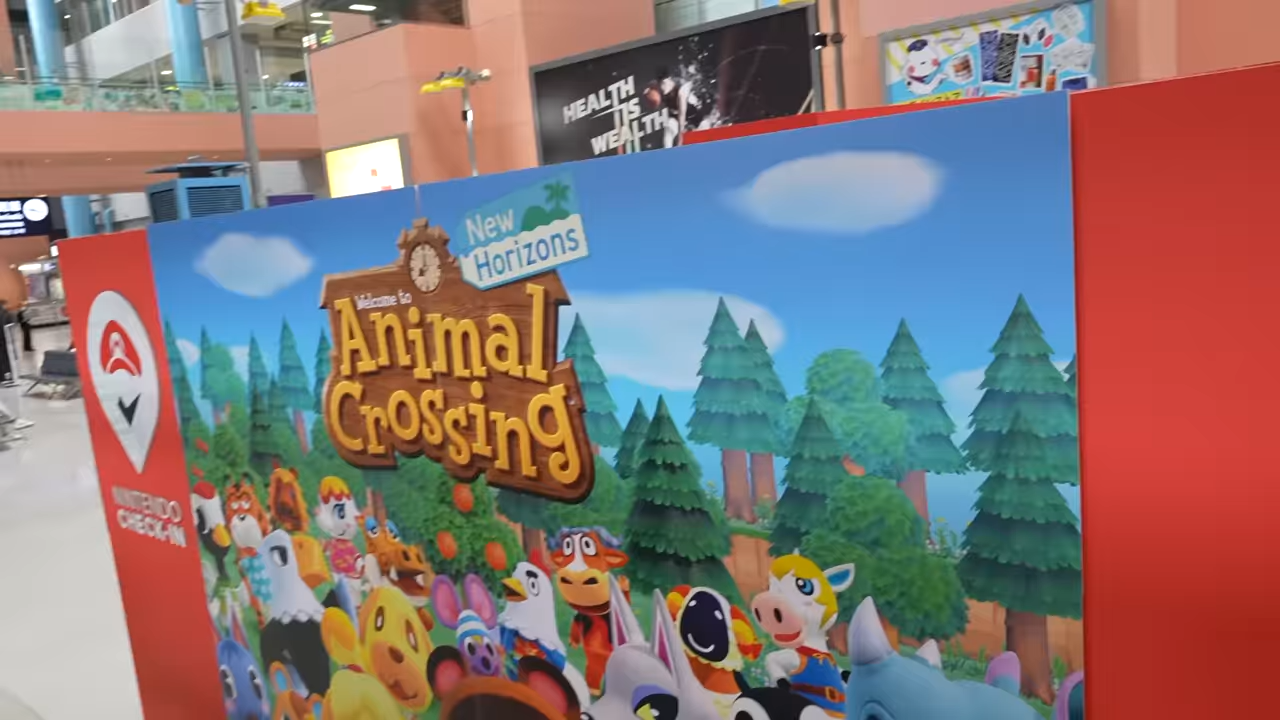 HEALTH
IS
WEALTH
New
Horizons
Welcome to
Animal
Crossing
NINTENDO
CHECK-IN